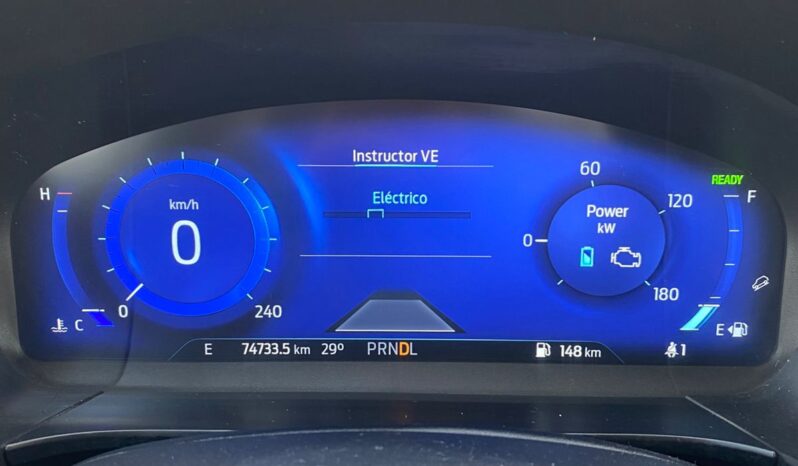 Instructor VE
Eléctrico
H
C
km/h
0
0
240
60
120
180
0
Power
kW
READY
F
E
E 74733.5 km 29º PRNDL 148 km 1